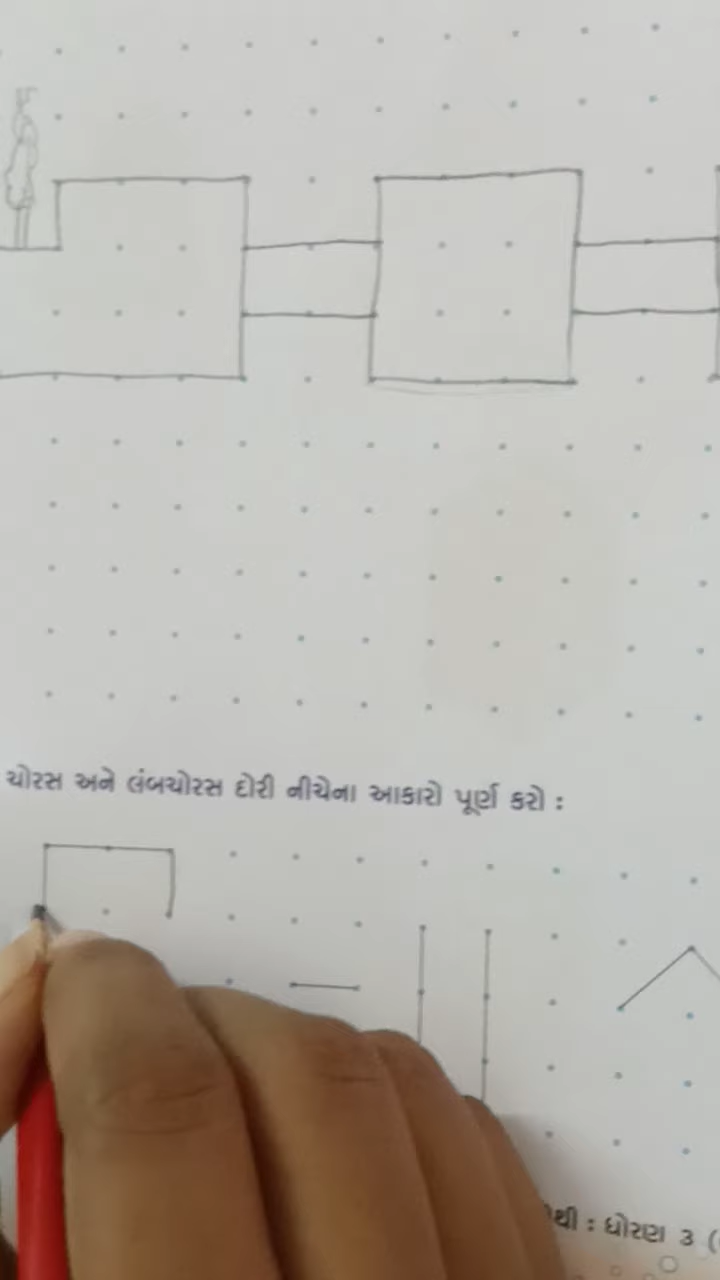 ચોરસ અને લંબચોરસ દોરી નીચેના આકારો પૂર્ણ કરો :
: ધોરણ ૩ (